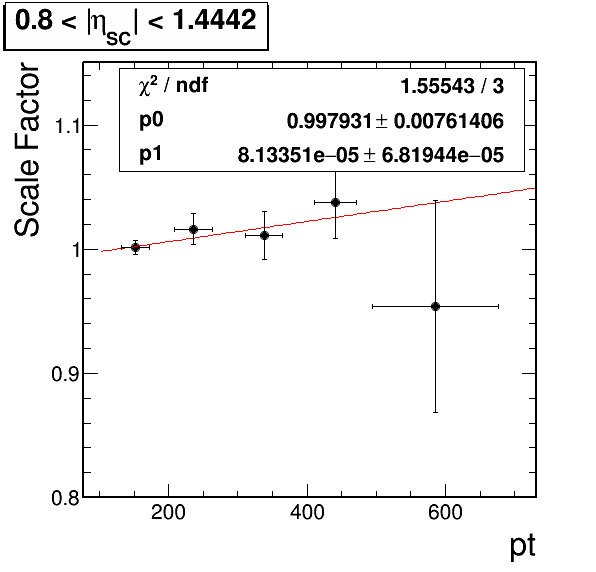 0.8 < |ηSC| < 1.4442
χ² / ndf 1.55543 / 3
p0 0.997931 ± 0.00761406
p1 8.13351e−05 ± 6.81944e−05
Scale Factor
1.1
1
0.9
0.8
200 400 600
pt